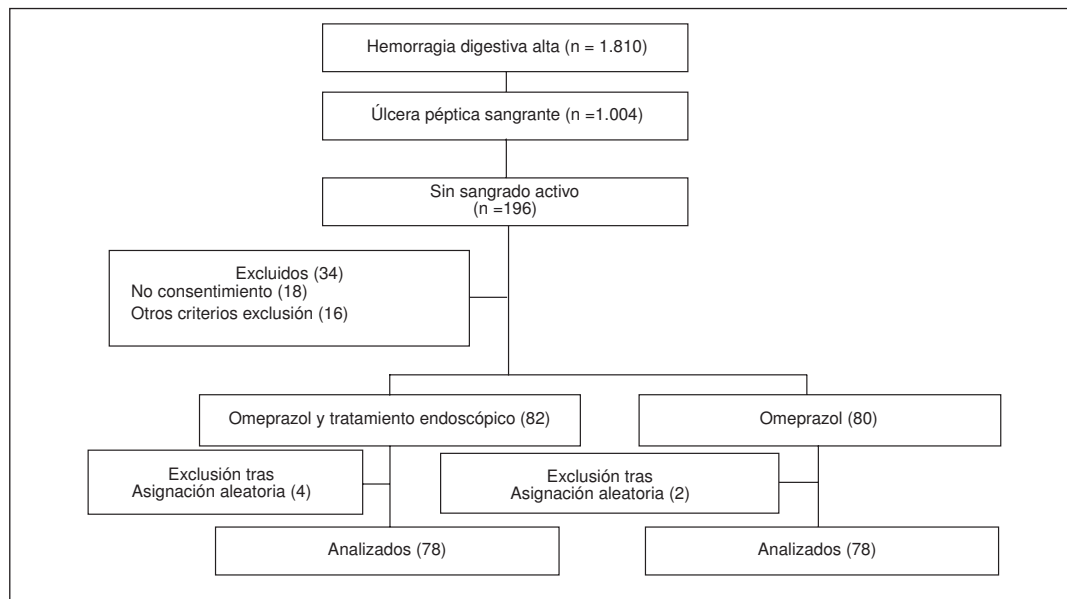 Hemorragia digestiva alta (n = 1.810)
Úlcera péptica sangrante (n =1.004)
Sin sangrado activo
(n =196)
Excluidos (34)
No consentimiento (18)
Otros criterios exclusión (16)
Omeprazol y tratamiento endoscópico (82)
Omeprazol (80)
Exclusión tras
Asignación aleatoria (4)
Exclusión tras
Asignación aleatoria (2)
Analizados (78)
Analizados (78)